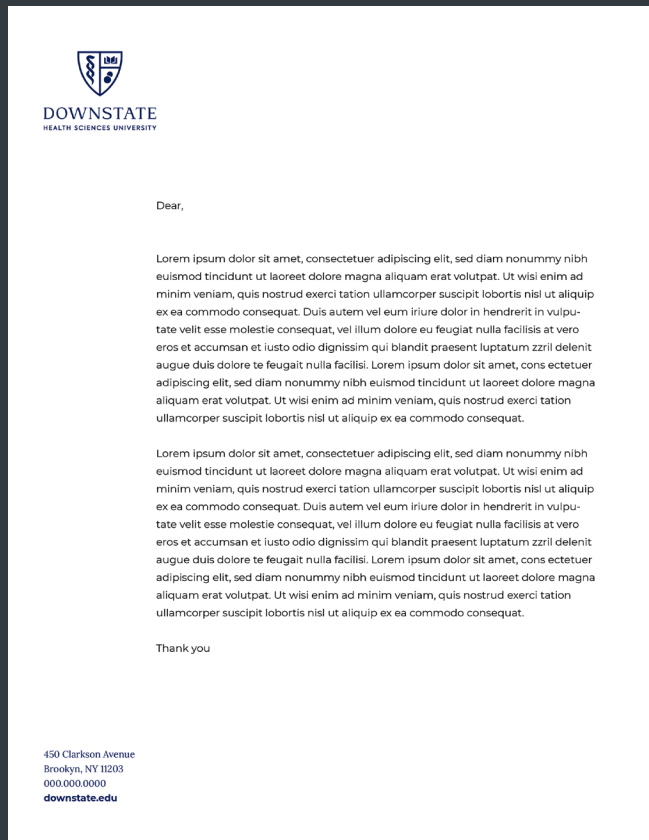 DOWNSTATE
HEALTH SCIENCES UNIVERSITY
Dear,
Lorem ipsum dolor sit amet, consectetuer adipiscing elit, sed diam nonummy nibh
euismod tincidunt ut laoreet dolore magna aliquam erat volutpat. Ut wisi enim ad
minim veniam, quis nostrud exerci tation ullamcorper suscipit lobortis nisl ut aliquip
ex ea commodo consequat. Duis autem vel eum iriure dolor in hendrerit in vulpu-
tate velit esse molestie consequat, vel illum dolore eu feugiat nulla facilisis at vero
eros et accumsan et iusto odio dignissim qui blandit praesent luptatum zzril delenit
augue duis dolore te feugait nulla facilisi. Lorem ipsum dolor sit amet, cons ectetuer
adipiscing elit, sed diam nonummy nibh euismod tincidunt ut laoreet dolore magna
aliquam erat volutpat. Ut wisi enim ad minim veniam, quis nostrud exerci tation
ullamcorper suscipit lobortis nisl ut aliquip ex ea commodo consequat.
Lorem ipsum dolor sit amet, consectetuer adipiscing elit, sed diam nonummy nibh
euismod tincidunt ut laoreet dolore magna aliquam erat volutpat. Ut wisi enim ad
minim veniam, quis nostrud exerci tation ullamcorper suscipit lobortis nisl ut aliquip
ex ea commodo consequat. Duis autem vel eum iriure dolor in hendrerit in vulpu-
tate velit esse molestie consequat, vel illum dolore eu feugiat nulla facilisis at vero
eros et accumsan et iusto odio dignissim qui blandit praesent luptatum zzril delenit
augue duis dolore te feugait nulla facilisi. Lorem ipsum dolor sit amet, cons ectetuer
adipiscing elit, sed diam nonummy nibh euismod tincidunt ut laoreet dolore magna
aliquam erat volutpat. Ut wisi enim ad minim veniam, quis nostrud exerci tation
ullamcorper suscipit lobortis nisl ut aliquip ex ea commodo consequat.
Thank you
450 Clarkson Avenue
Brookyn, NY 11203
000.000.0000
downstate.edu